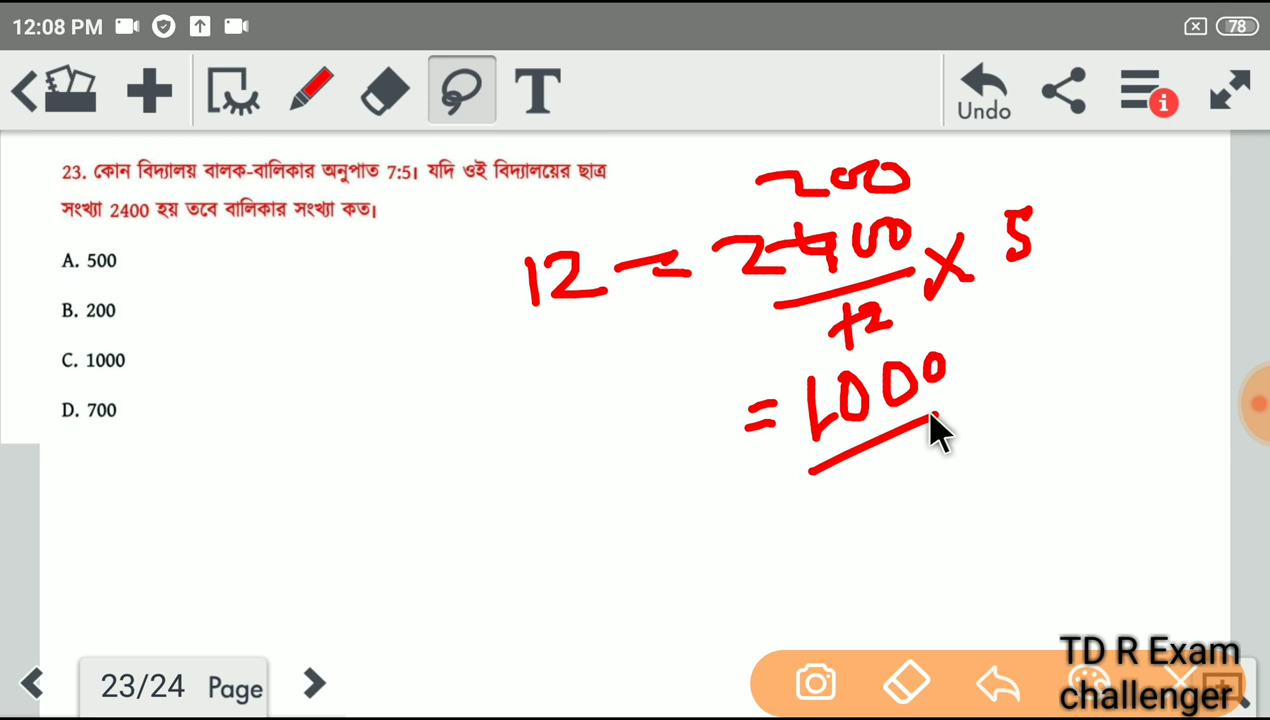 12:08 PM
78
Undo
23. কোন বিদ্যালয় বালক-বালিকার অনুপাত 7:5। যদি ওই বিদ্যালয়ের ছাত্র
সংখ্যা 2400 হয় তবে বালিকার সংখ্যা কত।
A. 500
B. 200
C. 1000
D. 700
200
12 = 2400 × 5
12
= 1000
TD R Exam
challenger
23/24 Page